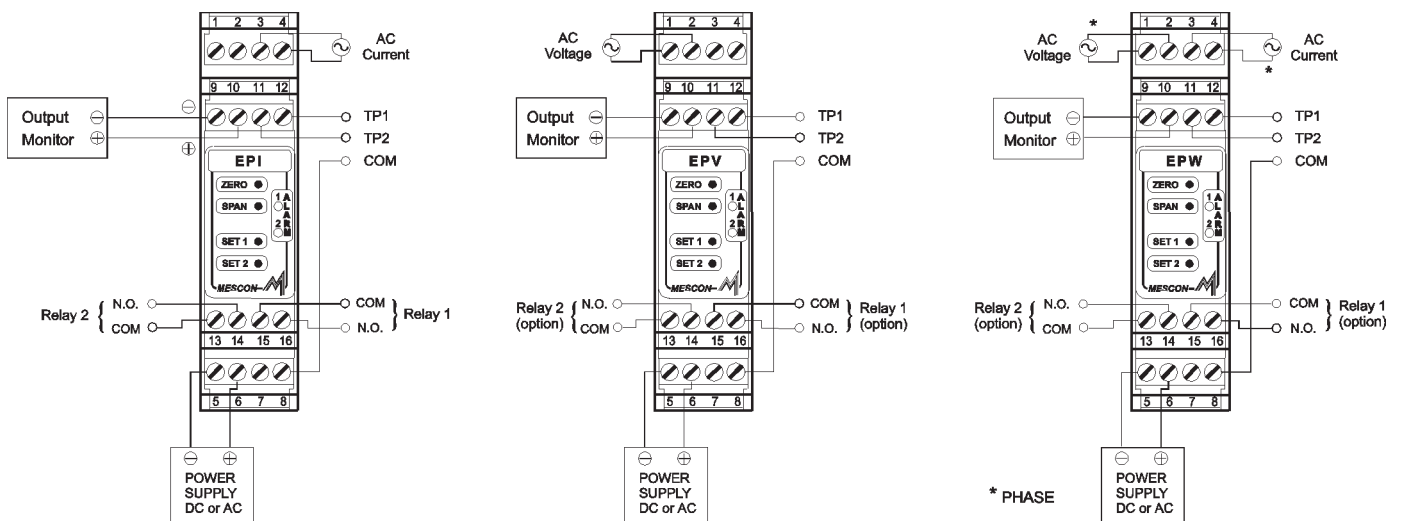 1 2 3 4
AC
Current
9 10 11 12
Output ⊖
Monitor ⊕
⊖
⊕
TP1
TP2
COM
EPI
ZERO
SPAN
SET 1
SET 2
1
2
ALARM
MESCON
Relay 2 { N.O.
COM
COM } Relay 1
N.O.
13 14 15 16
5 6 7 8
⊖ ⊕
POWER
SUPPLY
DC or AC
1 2 3 4
AC
Voltage
9 10 11 12
Output ⊖
Monitor ⊕
TP1
TP2
COM
EPV
ZERO
SPAN
SET 1
SET 2
1
2
ALARM
MESCON
Relay 2
(option)
{ N.O.
COM
COM }
N.O.
Relay 1
(option)
13 14 15 16
5 6 7 8
⊖ ⊕
POWER
SUPPLY
DC or AC
1 2 3 4
*
AC
Voltage
AC
Current
*
9 10 11 12
Output ⊖
Monitor ⊕
TP1
TP2
COM
EPW
ZERO
SPAN
SET 1
SET 2
1
2
ALARM
MESCON
Relay 2
(option)
{ N.O.
COM
COM }
N.O.
Relay 1
(option)
13 14 15 16
5 6 7 8
⊖ ⊕
POWER
SUPPLY
DC or AC
* PHASE